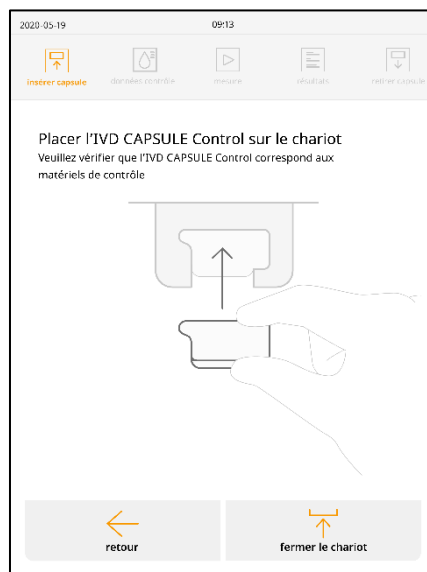 2020-05-19 09:13
insérer capsule données contrôle mesure résultats retirer capsule
Placer l'IVD CAPSULE Control sur le chariot
Veuillez vérifier que l'IVD CAPSULE Control correspond aux
matériels de contrôle
retour fermer le chariot